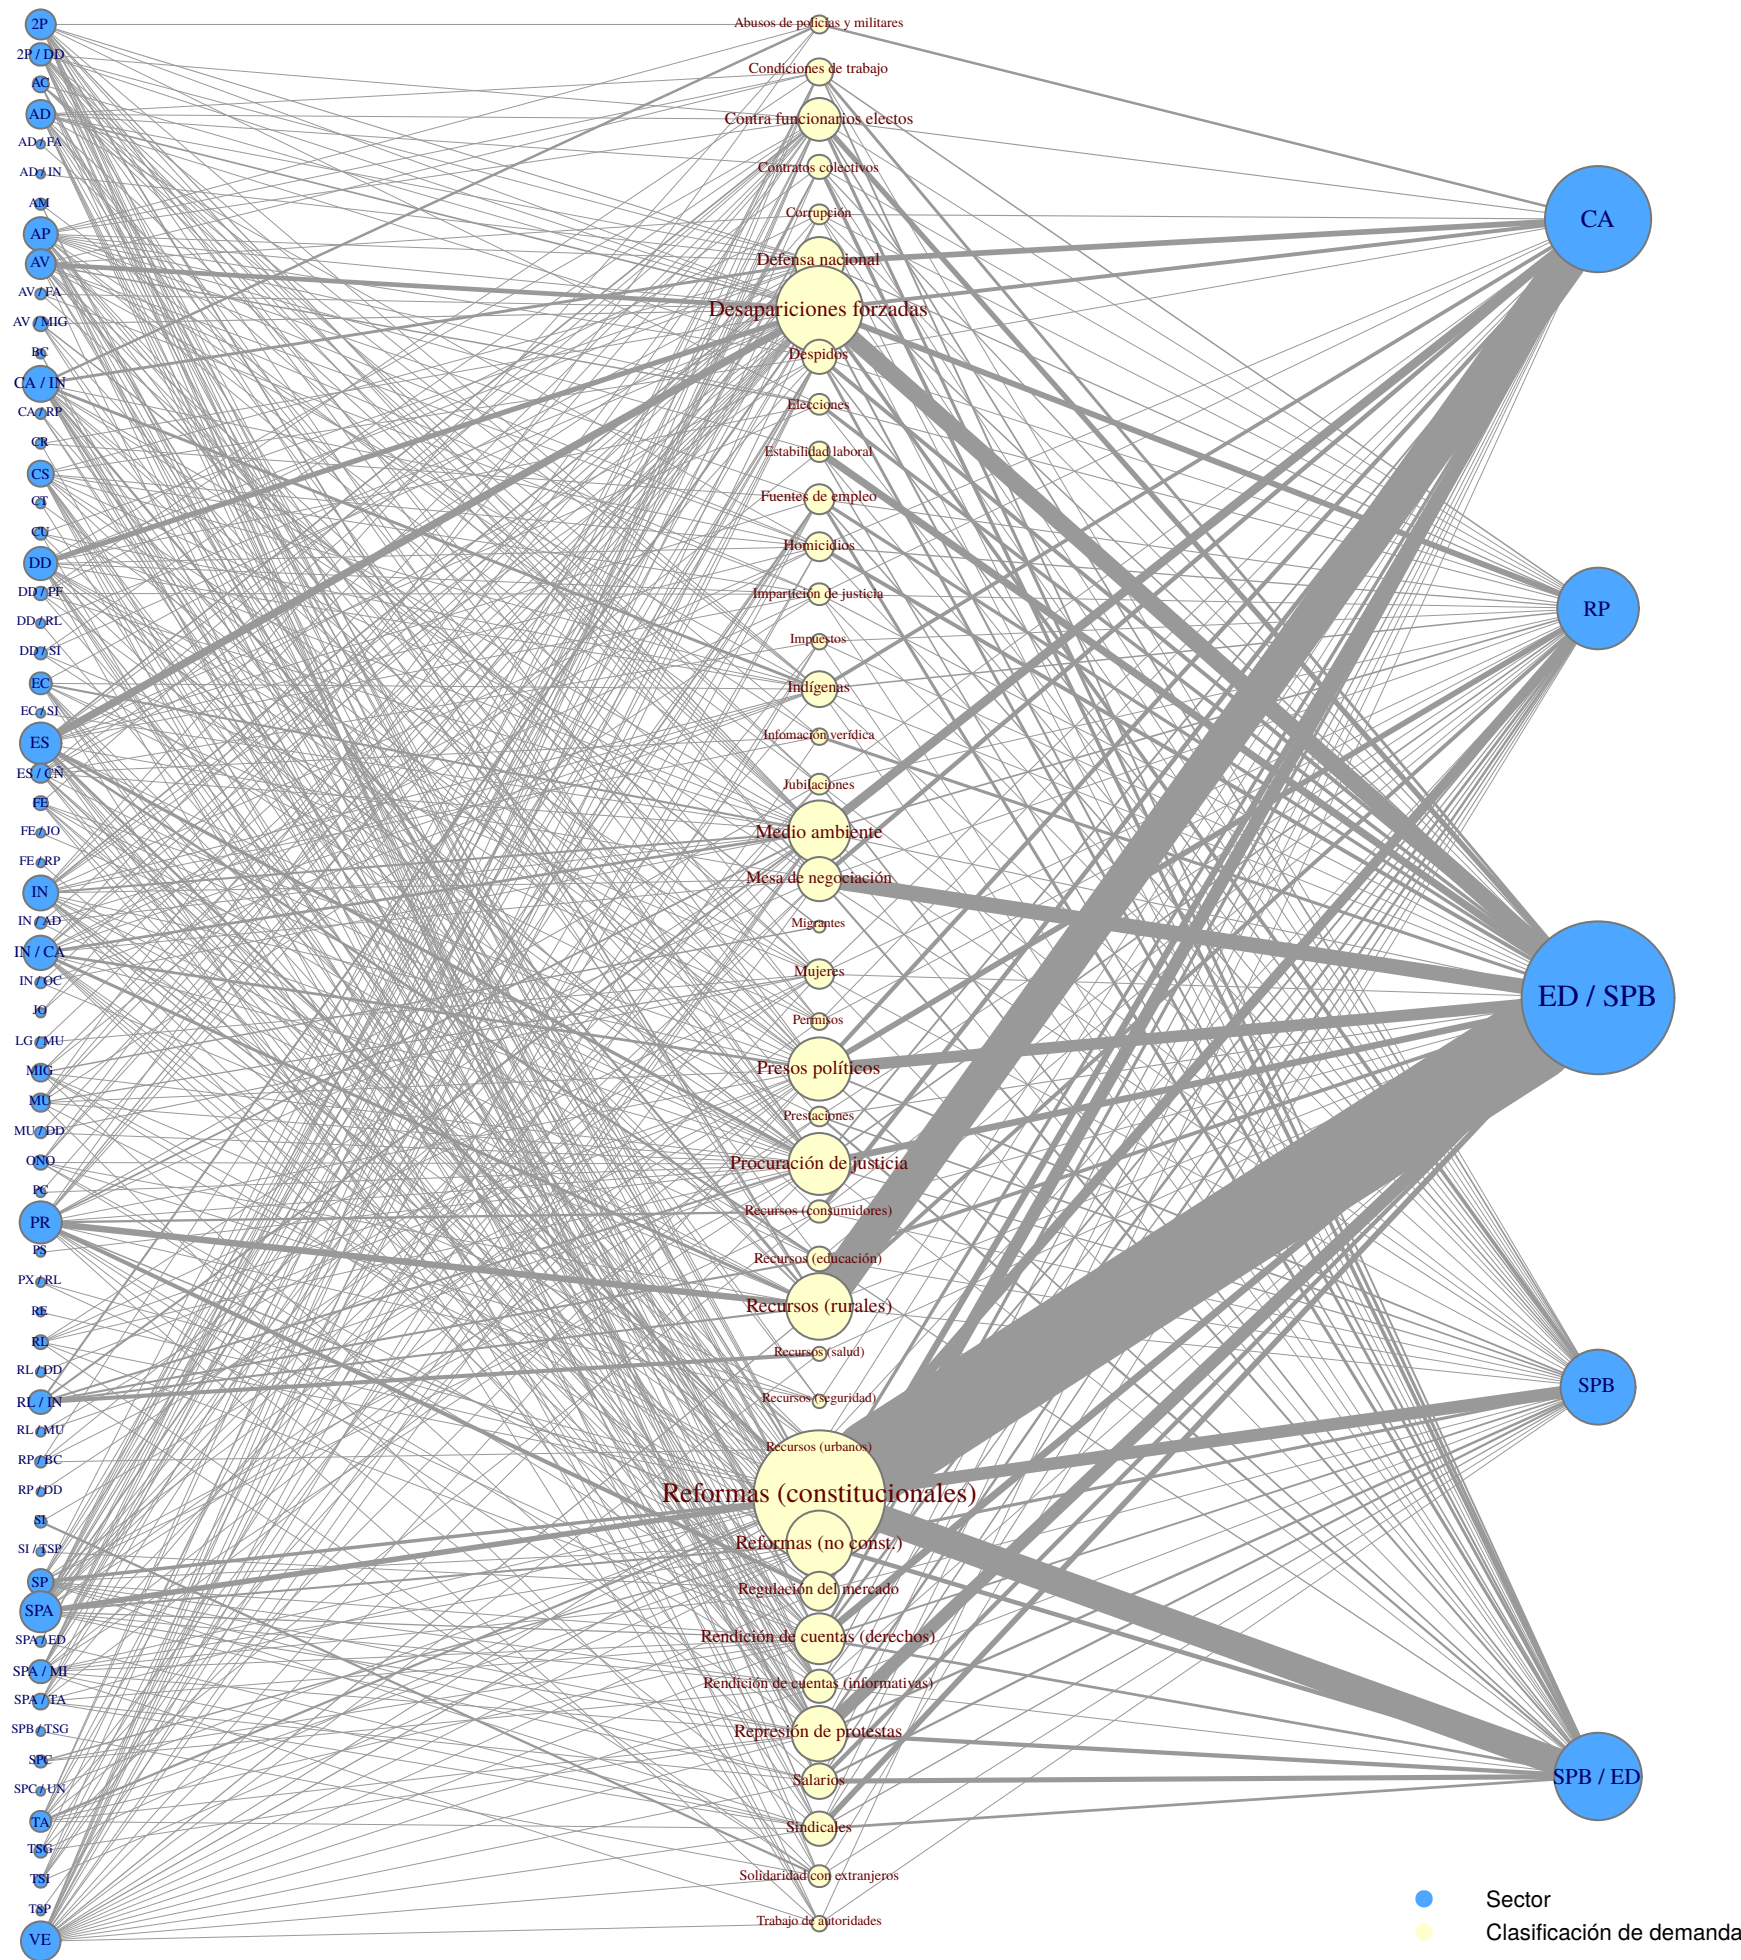 2P
2P / DD
AC
AD
AD / FA
AD / IN
AM
AP
AV
AV / FA
AV / MIG
BC
CA / IN
CA / RP
CR
CS
CT
CU
DD
DD / PF
DD / RL
DD / SI
EC
EC / SI
ES
ES / CÑ
FE
FE / JO
FE / RP
IN
IN / AD
IN / CA
IN / OC
JO
LG / MU
MIG
MU
MU / DD
ONO
PC
PR
PS
PX / RL
RE
RL
RL / DD
RL / IN
RL / MU
RP / BC
RP / DD
SI
SI / TSP
SP
SPA
SPA / ED
SPA / MI
SPA / TA
SPB / TSG
SPC
SPC / UN
TA
TSG
TSI
TSP
VE
Abusos de policías y militares
Condiciones de trabajo
Contra funcionarios electos
Contratos colectivos
Corrupción
Defensa nacional
Desapariciones forzadas
Despidos
Elecciones
Estabilidad laboral
Fuentes de empleo
Homicidios
Impartición de justicia
Impuestos
Indígenas
Infomación verídica
Jubilaciones
Medio ambiente
Mesa de negociación
Migrantes
Mujeres
Permisos
Presos políticos
Prestaciones
Procuración de justicia
Recursos (consumidores)
Recursos (educación)
Recursos (rurales)
Recursos (salud)
Recursos (seguridad)
Recursos (urbanos)
Reformas (constitucionales)
Reformas (no const.)
Regulación del mercado
Rendición de cuentas (derechos)
Rendición de cuentas (informativas)
Represión de protestas
Salarios
Sindicales
Solidaridad con extranjeros
Trabajo de autoridades
CA
RP
ED / SPB
SPB
SPB / ED
Sector
Clasificación de demanda